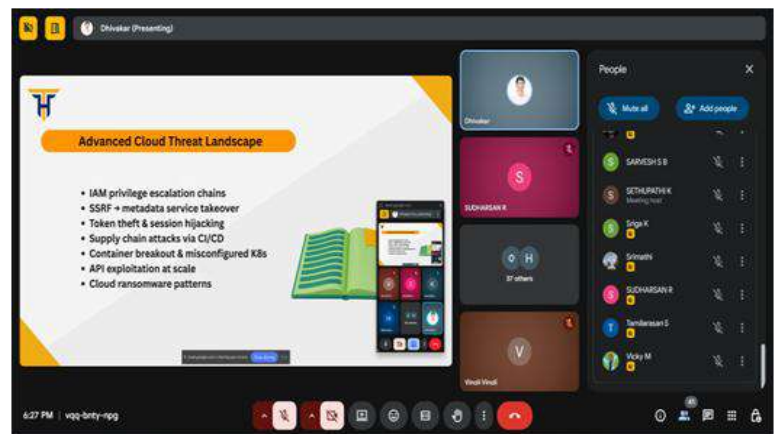 Dhivakar (Presenting)
TH
Advanced Cloud Threat Landscape
• IAM privilege escalation chains
• SSRF → metadata service takeover
• Token theft & session hijacking
• Supply chain attacks via CI/CD
• Container breakout & misconfigured K8s
• API exploitation at scale
• Cloud ransomware patterns
Dhivakar
S
SUDHARSAN R
O H
37 others
V
Vinoli Vinoli
People
Mute all
Add people
S SARVESH S B
S SETHUPATHI K
Meeting host
S Sriga K
Srimathi
S SUDHARSAN R
T Tamilarasan S
Vicky M
6:27 PM | vqq-bnty-npg
41